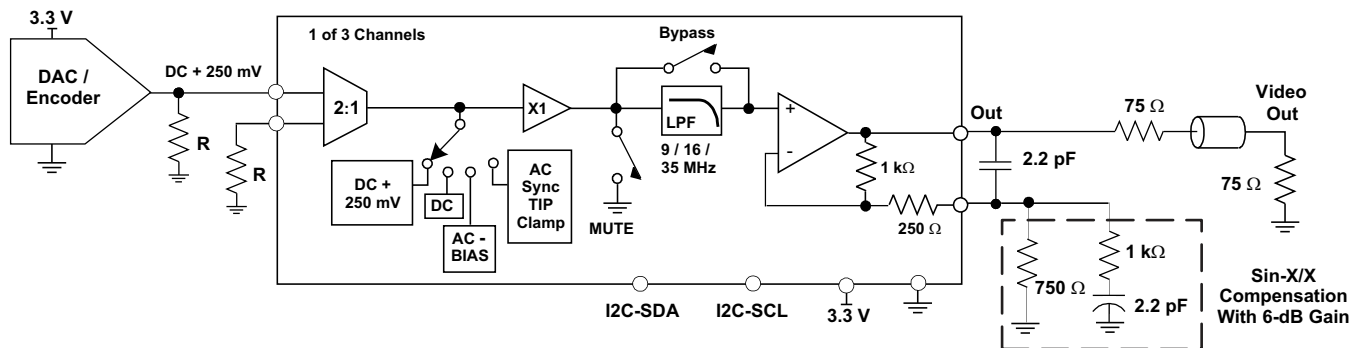 3.3 V
DAC /
Encoder
DC + 250 mV
R
R
1 of 3 Channels
2:1
X1
Bypass
LPF
9 / 16 /
35 MHz
DC +
250 mV
DC
AC -
BIAS
AC
Sync
TIP
Clamp
MUTE
+
-
1 kΩ
250 Ω
Out
2.2 pF
75 Ω
Video
Out
75 Ω
750 Ω
1 kΩ
2.2 pF
Sin-X/X
Compensation
With 6-dB Gain
I2C-SDA
I2C-SCL
3.3 V